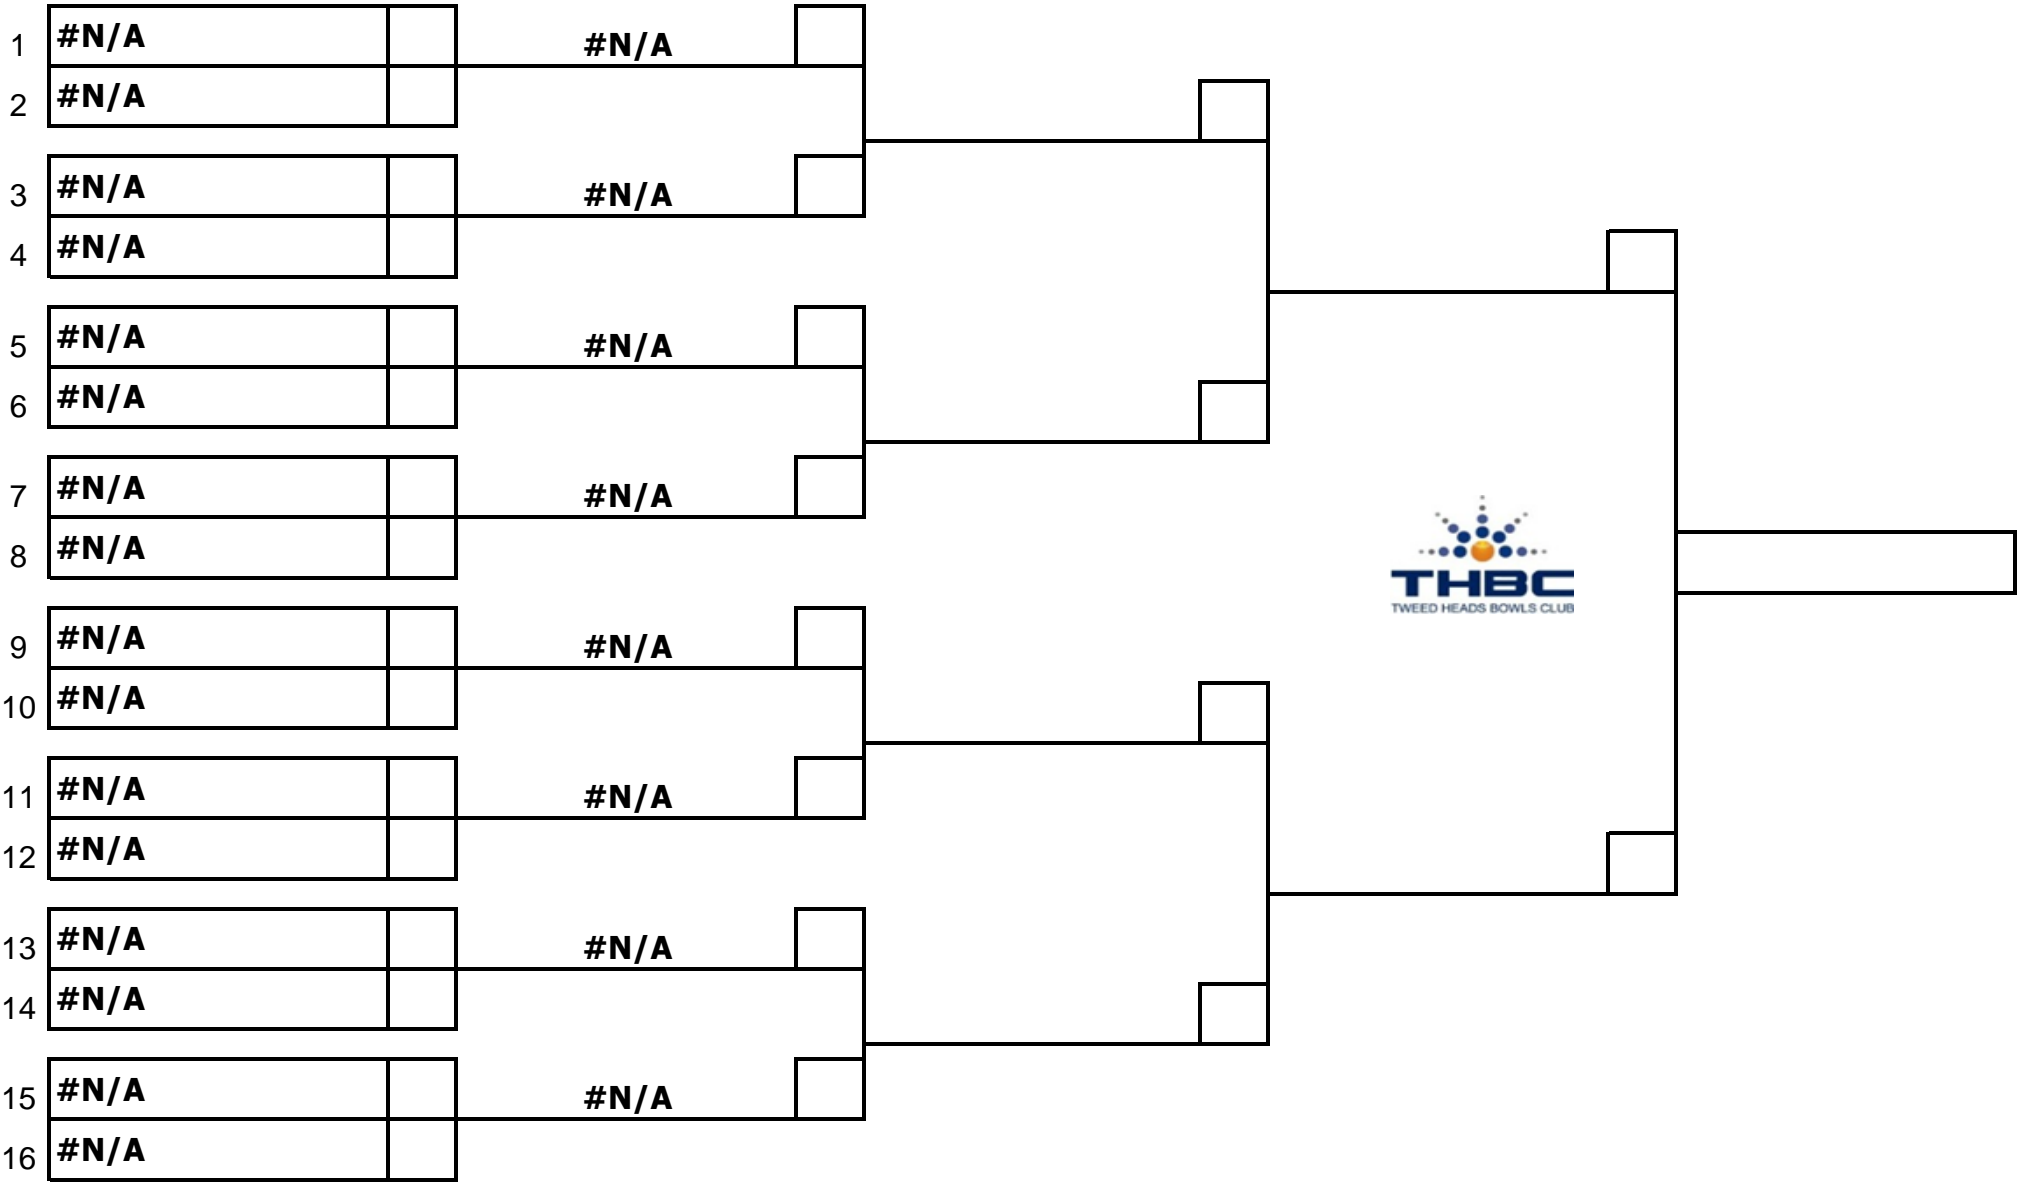 1 #N/A #N/A
2 #N/A
3 #N/A #N/A
4 #N/A
5 #N/A #N/A
6 #N/A
7 #N/A #N/A
8 #N/A
THBC
TWEED HEADS BOWLS CLUB
9 #N/A #N/A
10 #N/A
11 #N/A #N/A
12 #N/A
13 #N/A #N/A
14 #N/A
15 #N/A #N/A
16 #N/A